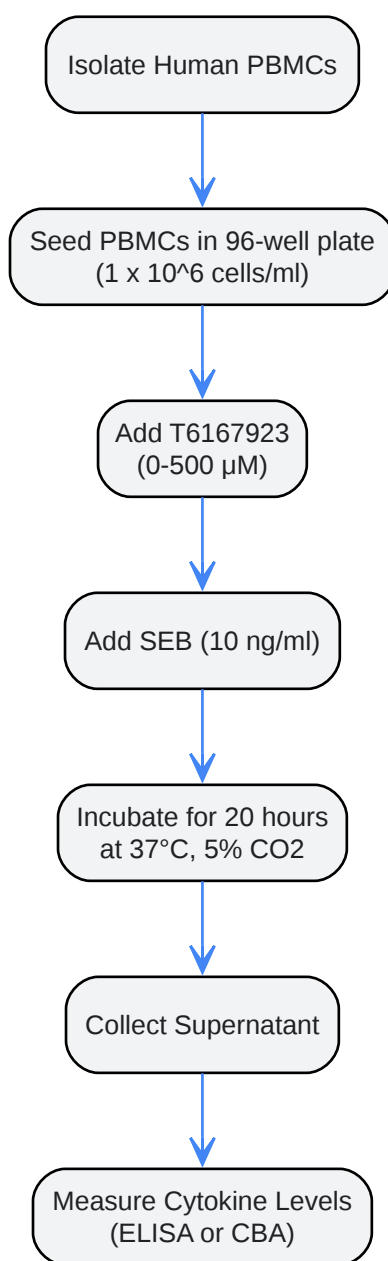 Isolate Human PBMCs
Seed PBMCs in 96-well plate
(1 x 10^6 cells/ml)
Add T6167923
(0-500 μM)
Add SEB (10 ng/ml)
Incubate for 20 hours
at 37°C, 5% CO2
Collect Supernatant
Measure Cytokine Levels
(ELISA or CBA)